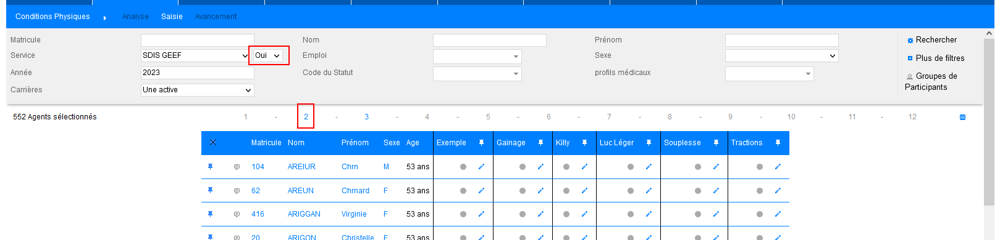 Conditions Physiques Analyse Saisie Avancement
Matricule Nom Prénom Rechercher
Service SDIS GEEF Oui Emploi Sexe Plus de filtres
Année 2023 Code du Statut profils médicaux Groupes de Participants
Carrières Une active
552 Agents sélectionnés 1 - 2 - 3 - 4 - 5 - 6 - 7 - 8 - 9 - 10 - 11 - 12
Matricule Nom Prénom Sexe Age Exemple Gainage Killy Luc Léger Souplesse Tractions
104 AREIUR Chrn M 53 ans
62 AREUN Chrnard F 53 ans
416 ARIGGAN Virginie F 53 ans
20 ARIGON Christelle F 53 ans